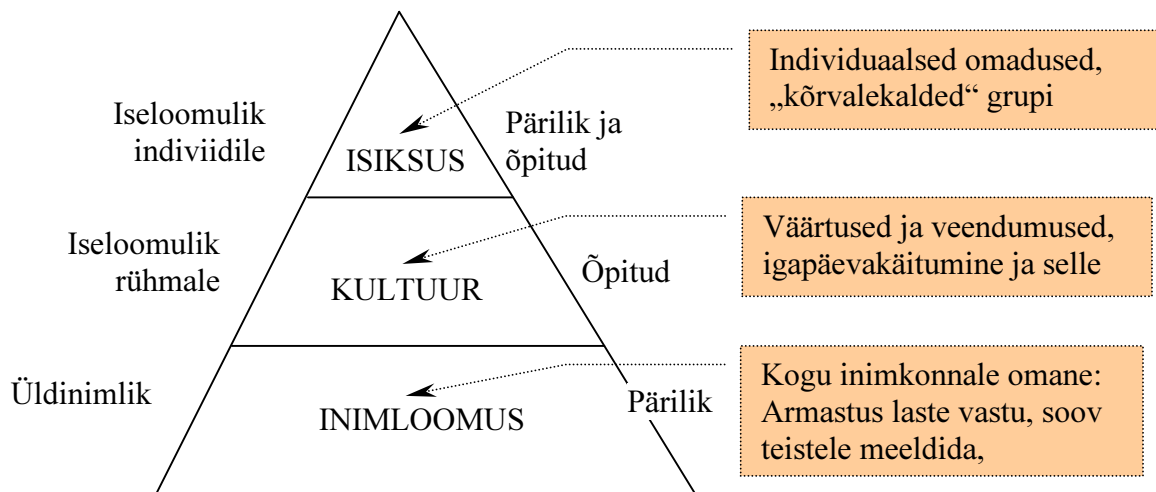 Iseloomulik
indiviidile
ISIKSUS
Pärilik ja
õpitud
Individuaalsed omadused,
„kõrvalekalded“ grupi
Iseloomulik
rühmale
KULTUUR
Õpitud
Väärtused ja veendumused,
igapäevakäitumine ja selle
Üldinimlik
INIMLOOMUS
Pärilik
Kogu inimkonnale omane:
Armastus laste vastu, soov
teistele meeldida,